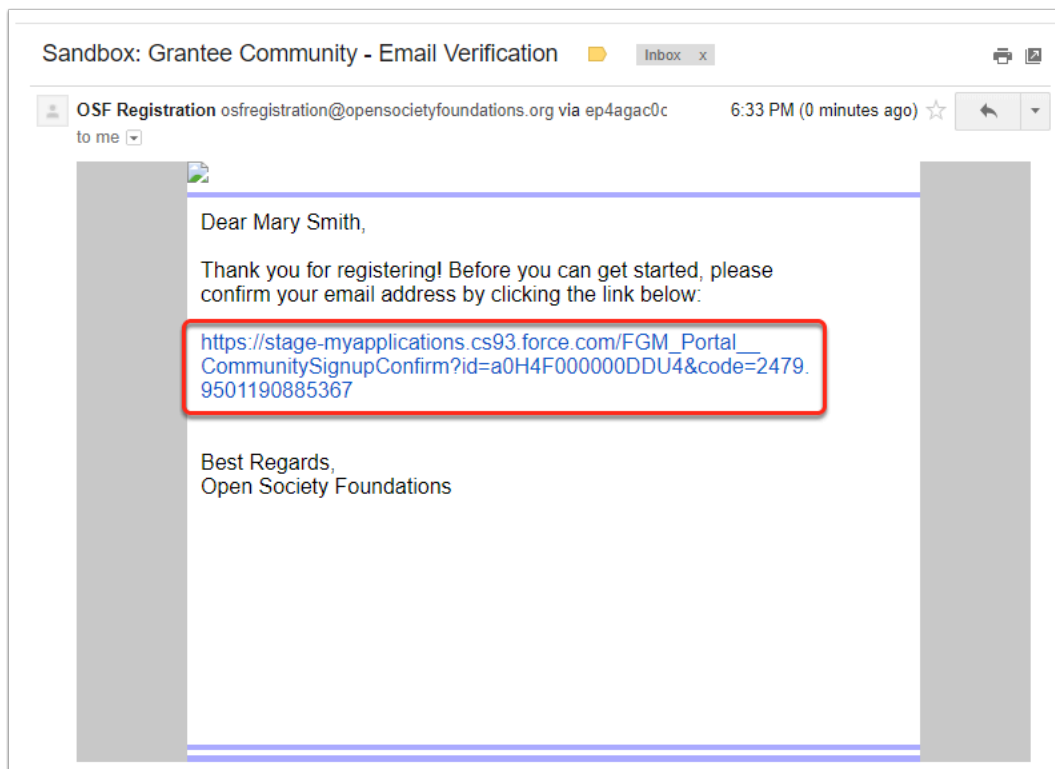 Sandbox: Grantee Community - Email Verification Inbox x
OSF Registration osfregistration@opensocietyfoundations.org via ep4agac0c 6:33 PM (0 minutes ago)
to me
Dear Mary Smith,
Thank you for registering! Before you can get started, please
confirm your email address by clicking the link below:
https://stage-myapplications.cs93.force.com/FGM_Portal__
CommunitySignupConfirm?id=a0H4F000000DDU4&code=2479.
9501190885367
Best Regards,
Open Society Foundations